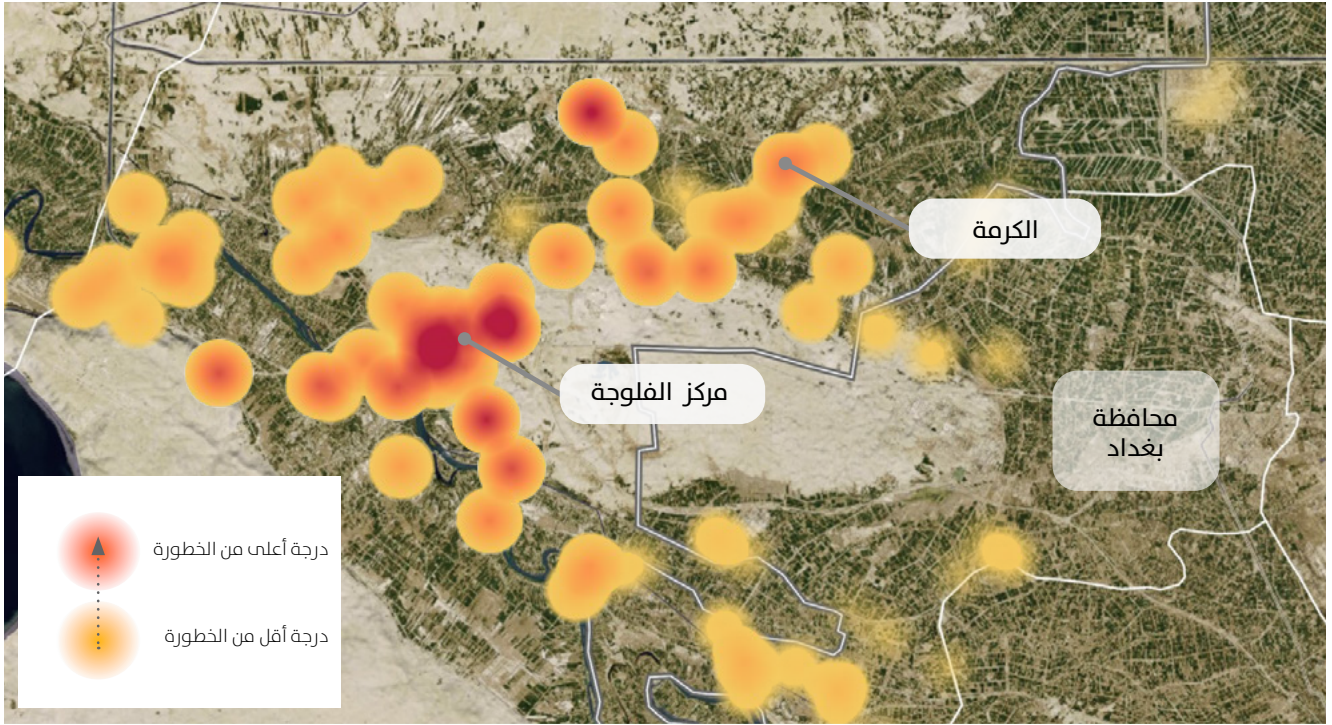 الكرمة
مركز الفلوجة
محافظة
بغداد
درجة أعلى من الخطورة
درجة أقل من الخطورة